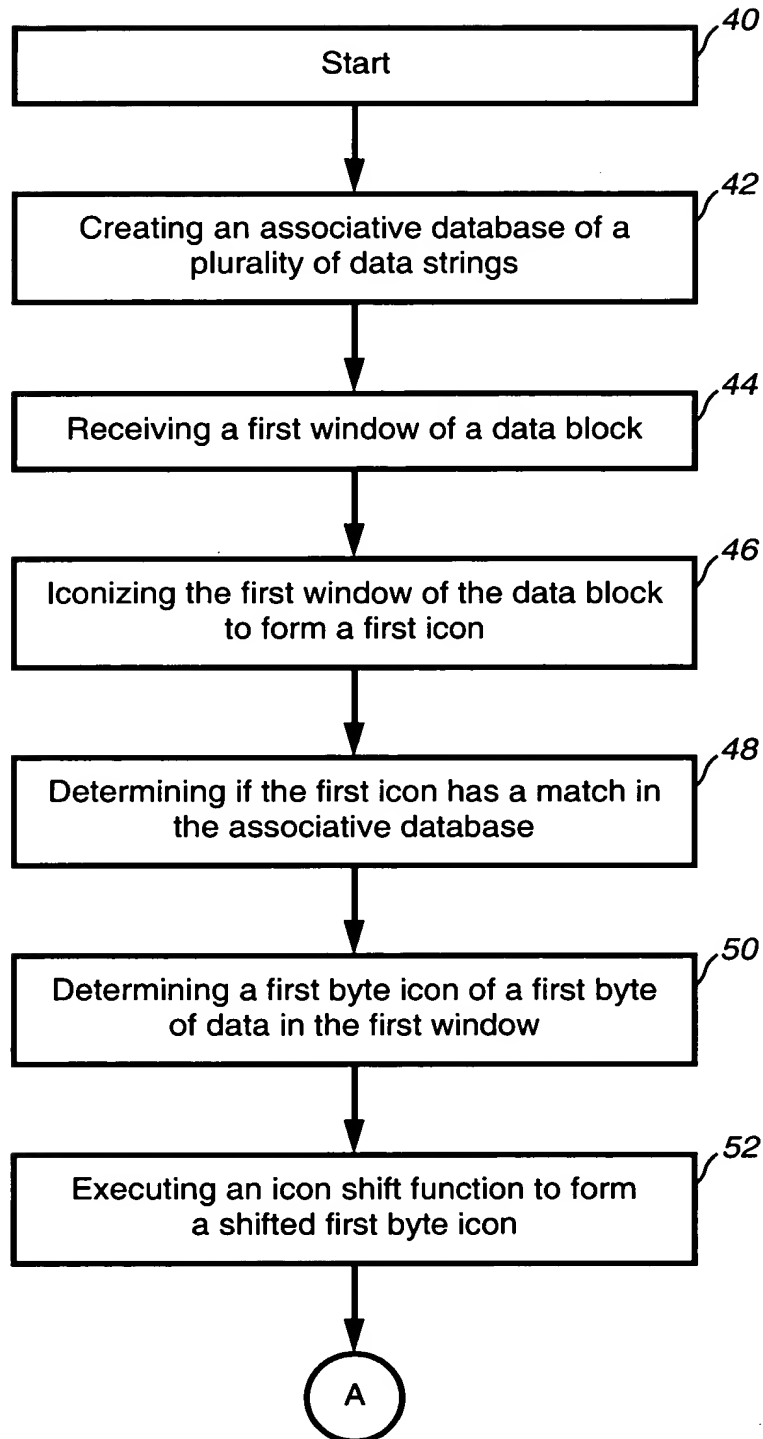 40
Start
42
Creating an associative database of a
plurality of data strings
44
Receiving a first window of a data block
46
Iconizing the first window of the data block
to form a first icon
48
Determining if the first icon has a match in
the associative database
50
Determining a first byte icon of a first byte
of data in the first window
52
Executing an icon shift function to form
a shifted first byte icon
A